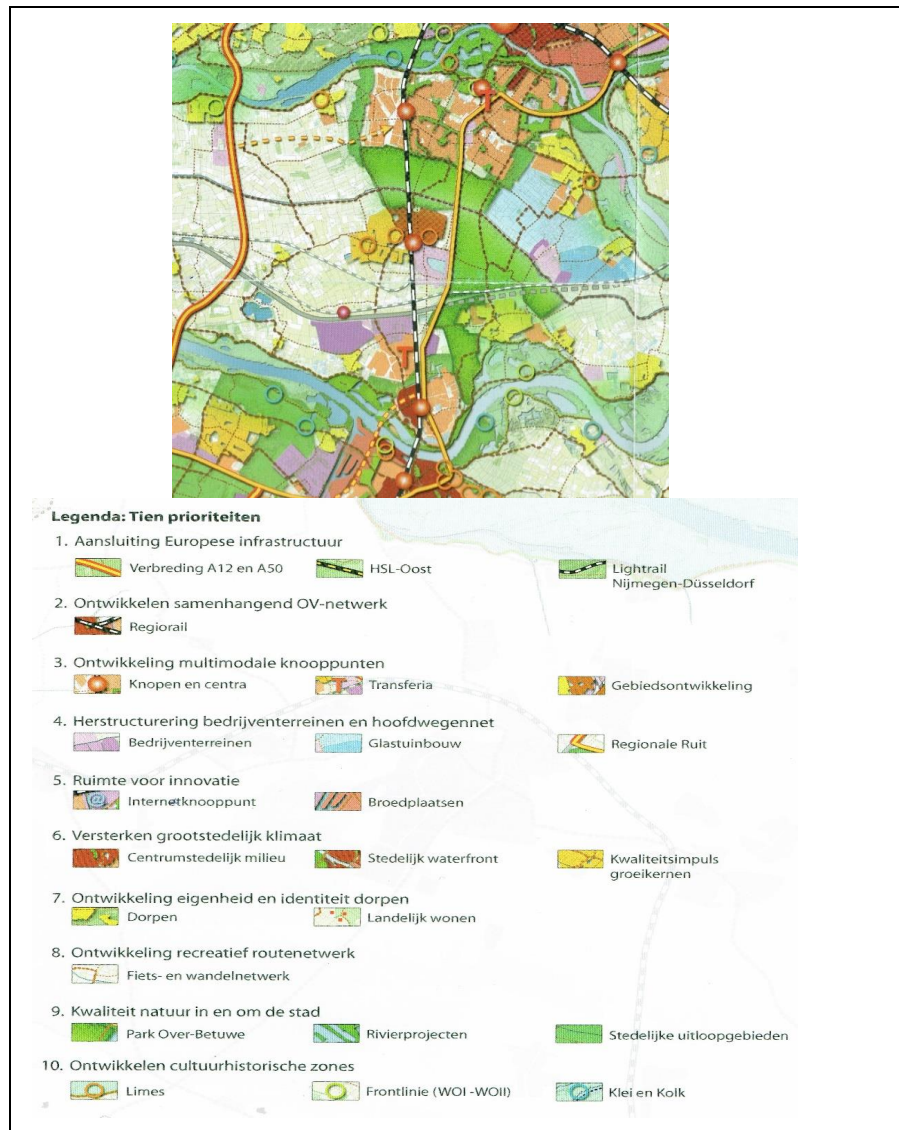 T
T
Legenda: Tien prioriteiten
1. Aansluiting Europese infrastructuur
Verbreding A12 en A50
HSL-Oost
Lightrail
Nijmegen-Düsseldorf
2. Ontwikkelen samenhangend OV-netwerk
Regiorail
3. Ontwikkeling multimodale knooppunten
Knopen en centra
T
Transferia
Gebiedsontwikkeling
4. Herstructurering bedrijventerreinen en hoofdwegennet
Bedrijventerreinen
Glastuinbouw
Regionale Ruit
5. Ruimte voor innovatie
@
Internetknooppunt
Broedplaatsen
6. Versterken grootstedelijk klimaat
Centrumstedelijk milieu
Stedelijk waterfront
Kwaliteitsimpuls
groeikernen
7. Ontwikkeling eigenheid en identiteit dorpen
Dorpen
Landelijk wonen
8. Ontwikkeling recreatief routenetwerk
Fiets- en wandelnetwerk
9. Kwaliteit natuur in en om de stad
Park Over-Betuwe
Rivierprojecten
Stedelijke uitloopgebieden
10. Ontwikkelen cultuurhistorische zones
Limes
Frontlinie (WOI -WOII)
Klei en Kolk